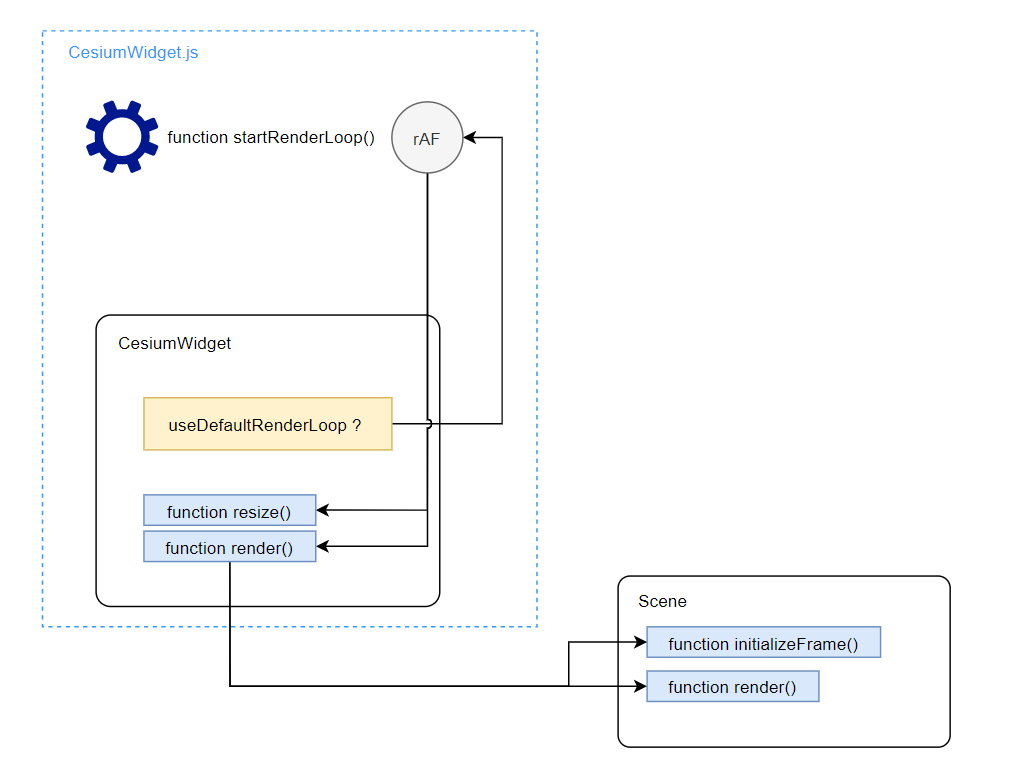 CesiumWidget.js
function startRenderLoop()
rAF
CesiumWidget
useDefaultRenderLoop ?
function resize()
function render()
Scene
function initializeFrame()
function render()